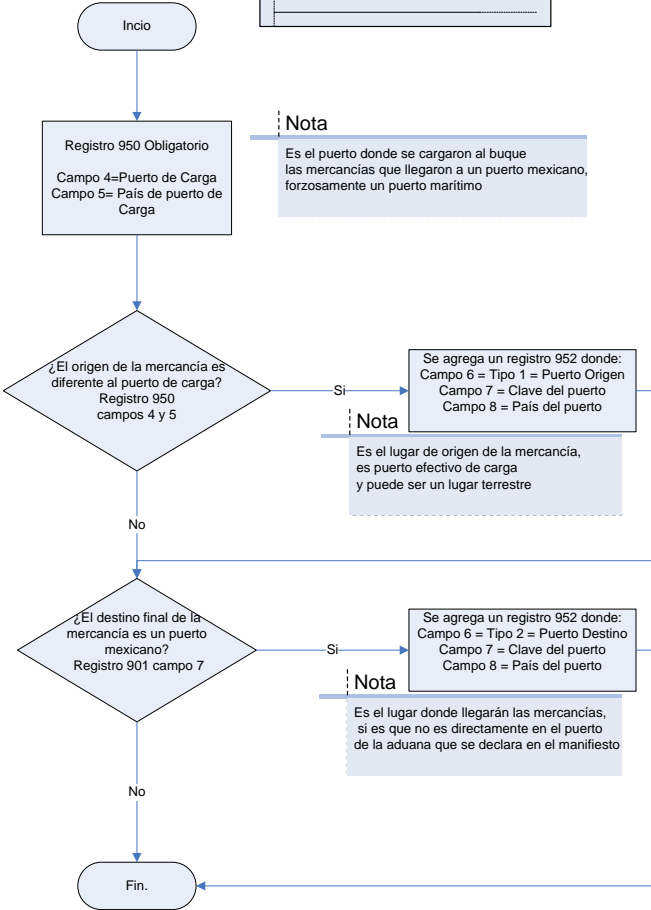 Incio
Registro 950 Obligatorio
Campo 4=Puerto de Carga
Campo 5= País de puerto de
Carga
Nota
Es el puerto donde se cargaron al buque
las mercancías que llegaron a un puerto mexicano,
forzosamente un puerto marítimo
¿El origen de la mercancía es
diferente al puerto de carga?
Registro 950
campos 4 y 5
Si
Se agrega un registro 952 donde:
Campo 6 = Tipo 1 = Puerto Origen
Campo 7 = Clave del puerto
Campo 8 = País del puerto
Nota
Es el lugar de origen de la mercancía,
es puerto efectivo de carga
y puede ser un lugar terrestre
No
¿El destino final de la
mercancía es un puerto
mexicano?
Registro 901 campo 7
Si
Se agrega un registro 952 donde:
Campo 6 = Tipo 2 = Puerto Destino
Campo 7 = Clave del puerto
Campo 8 = País del puerto
Nota
Es el lugar donde llegarán las mercancías,
si es que no es directamente en el puerto
de la aduana que se declara en el manifiesto
No
Fin.